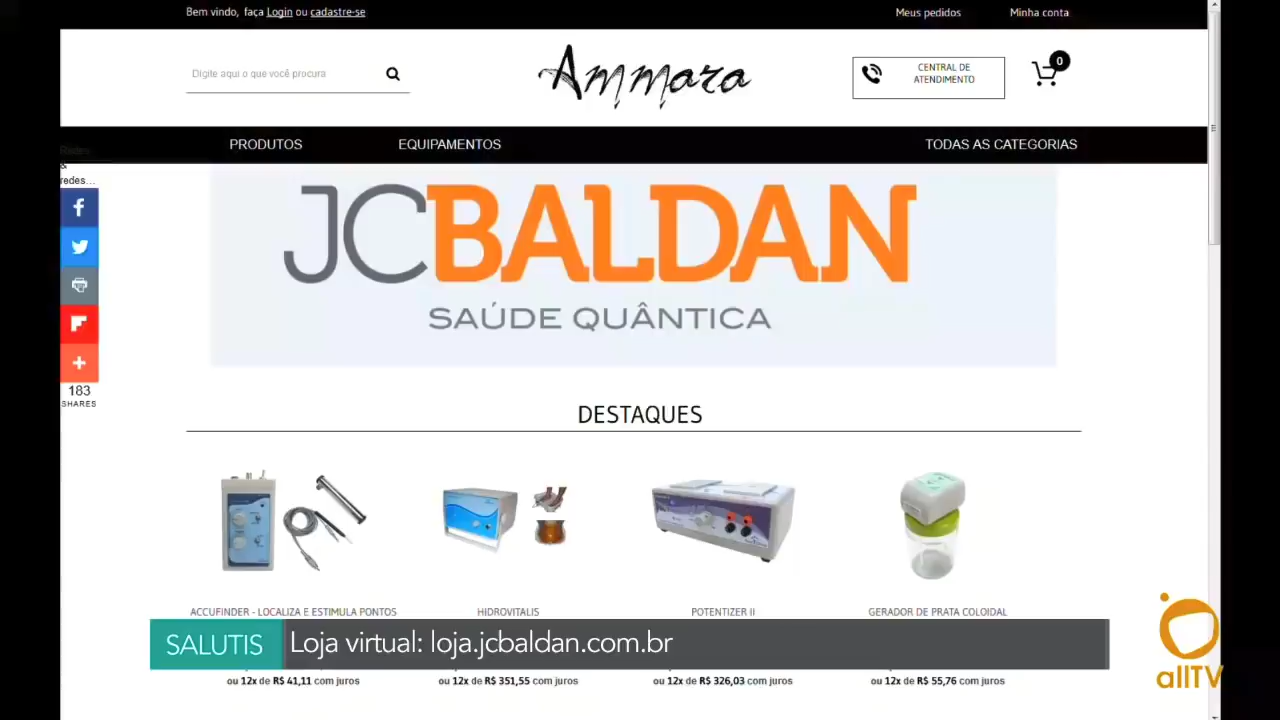 Bem vindo, faça Login ou cadastre-se
Meus pedidos
Minha conta
Digite aqui o que você procura
Ammara
CENTRAL DE
ATENDIMENTO
0
PRODUTOS
EQUIPAMENTOS
TODAS AS CATEGORIAS
&
redes...
183
SHARES
JCBALDAN
SAÚDE QUÂNTICA
DESTAQUES
ACCUFINDER - LOCALIZA E ESTIMULA PONTOS
HIDROVITALIS
POTENTIZER II
GERADOR DE PRATA COLOIDAL
SALUTIS
Loja virtual: loja.jcbaldan.com.br
ou 12x de R$ 41,11 com juros
ou 12x de R$ 351,55 com juros
ou 12x de R$ 326,03 com juros
ou 12x de R$ 55,76 com juros
allTV